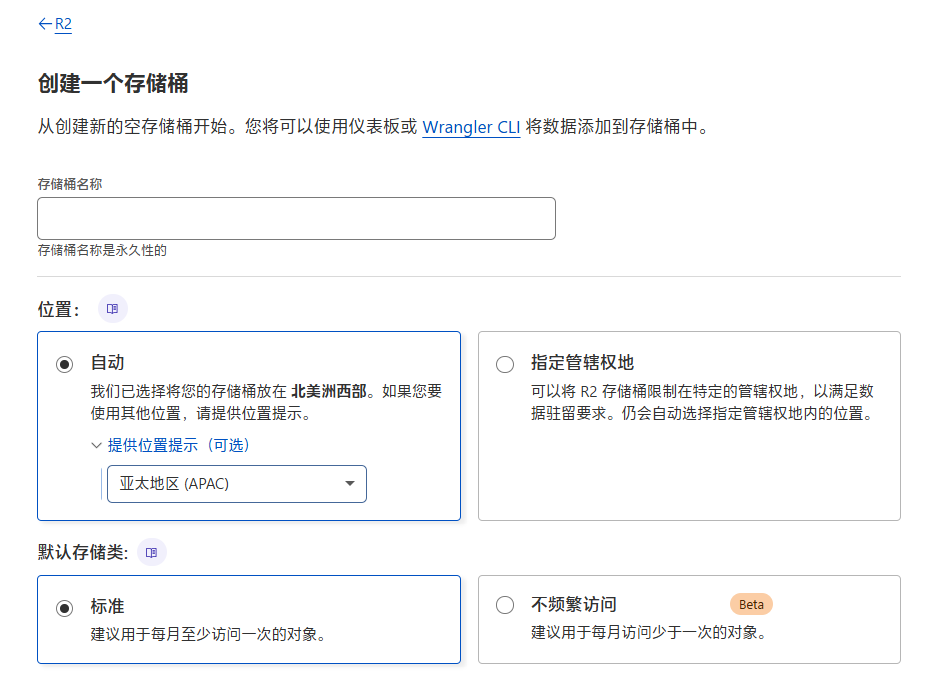 R2
创建一个存储桶
从创建新的空存储桶开始。您将可以使用仪表板或 Wrangler CLI 将数据添加到存储桶中。
存储桶名称
存储桶名称是永久性的
位置：
自动
我们已选择将您的存储桶放在 北美洲西部。如果您要
使用其他位置，请提供位置提示。
提供位置提示（可选）
亚太地区 (APAC)
指定管辖权地
可以将 R2 存储桶限制在特定的管辖权地，以满足数
据驻留要求。仍会自动选择指定管辖权地内的位置。
默认存储类:
标准
建议用于每月至少访问一次的对象。
不频繁访问
Beta
建议用于每月访问少于一次的对象。